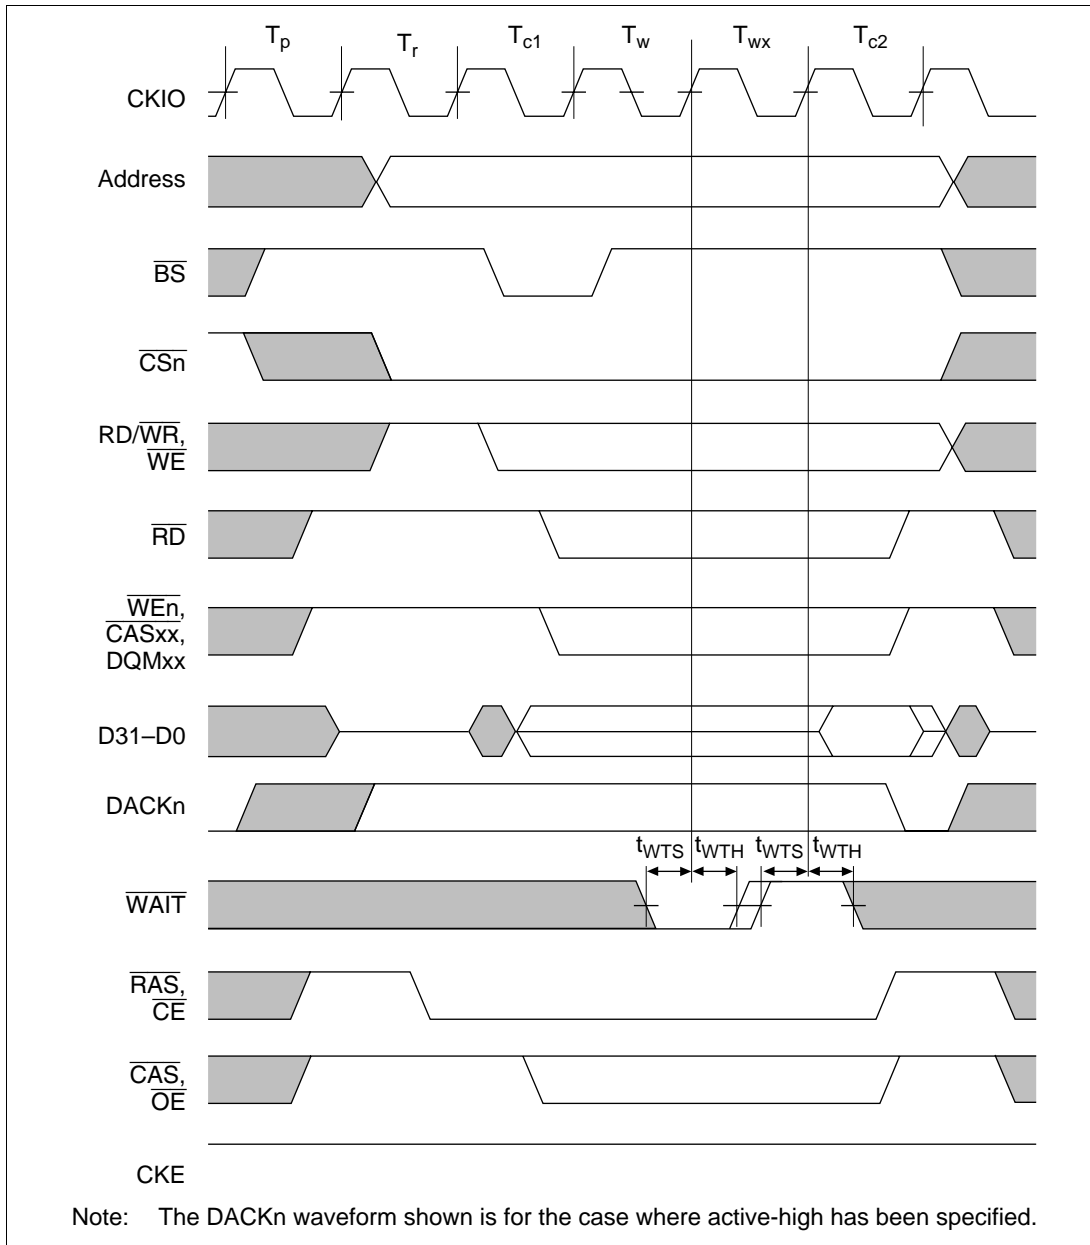 Tp Tr Tc1 Tw Twx Tc2
CKIO
Address
BS
CSn
RD/WR,
WE
RD
WEn,
CASxx,
DQMxx
D31–D0
DACKn
tWTS tWTH tWTS tWTH
WAIT
RAS,
CE
CAS,
OE
CKE
Note: The DACKn waveform shown is for the case where active-high has been specified.